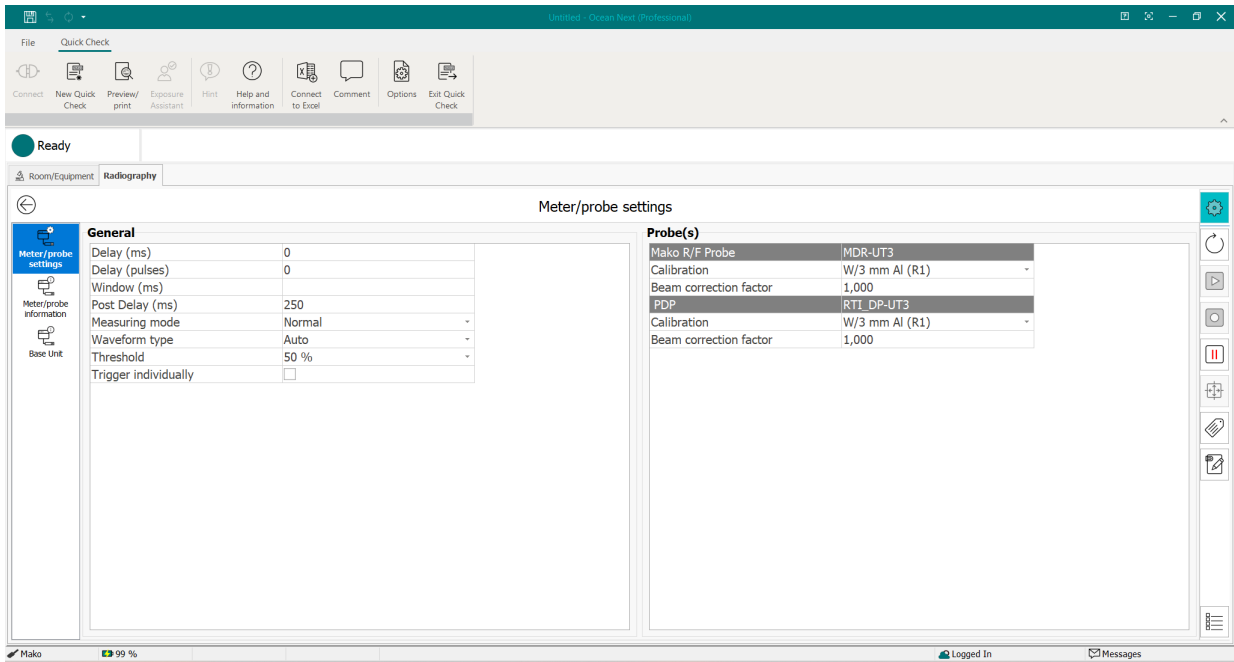 Untitled - Ocean Next (Professional)
File Quick Check
Connect New Quick Check Preview/ print Exposure Assistant Hint Help and information Connect to Excel Comment Options Exit Quick Check
Ready
Room/Equipment Radiography
Meter/probe settings
Meter/probe settings
Meter/probe information
Base Unit
General
Delay (ms) 0
Delay (pulses) 0
Window (ms)
Post Delay (ms) 250
Measuring mode Normal
Waveform type Auto
Threshold 50 %
Trigger individually
Probe(s)
Mako R/F Probe MDR-UT3
Calibration W/3 mm Al (R1)
Beam correction factor 1,000
PDP RTI_DP-UT3
Calibration W/3 mm Al (R1)
Beam correction factor 1,000
Mako 99 % Logged In Messages